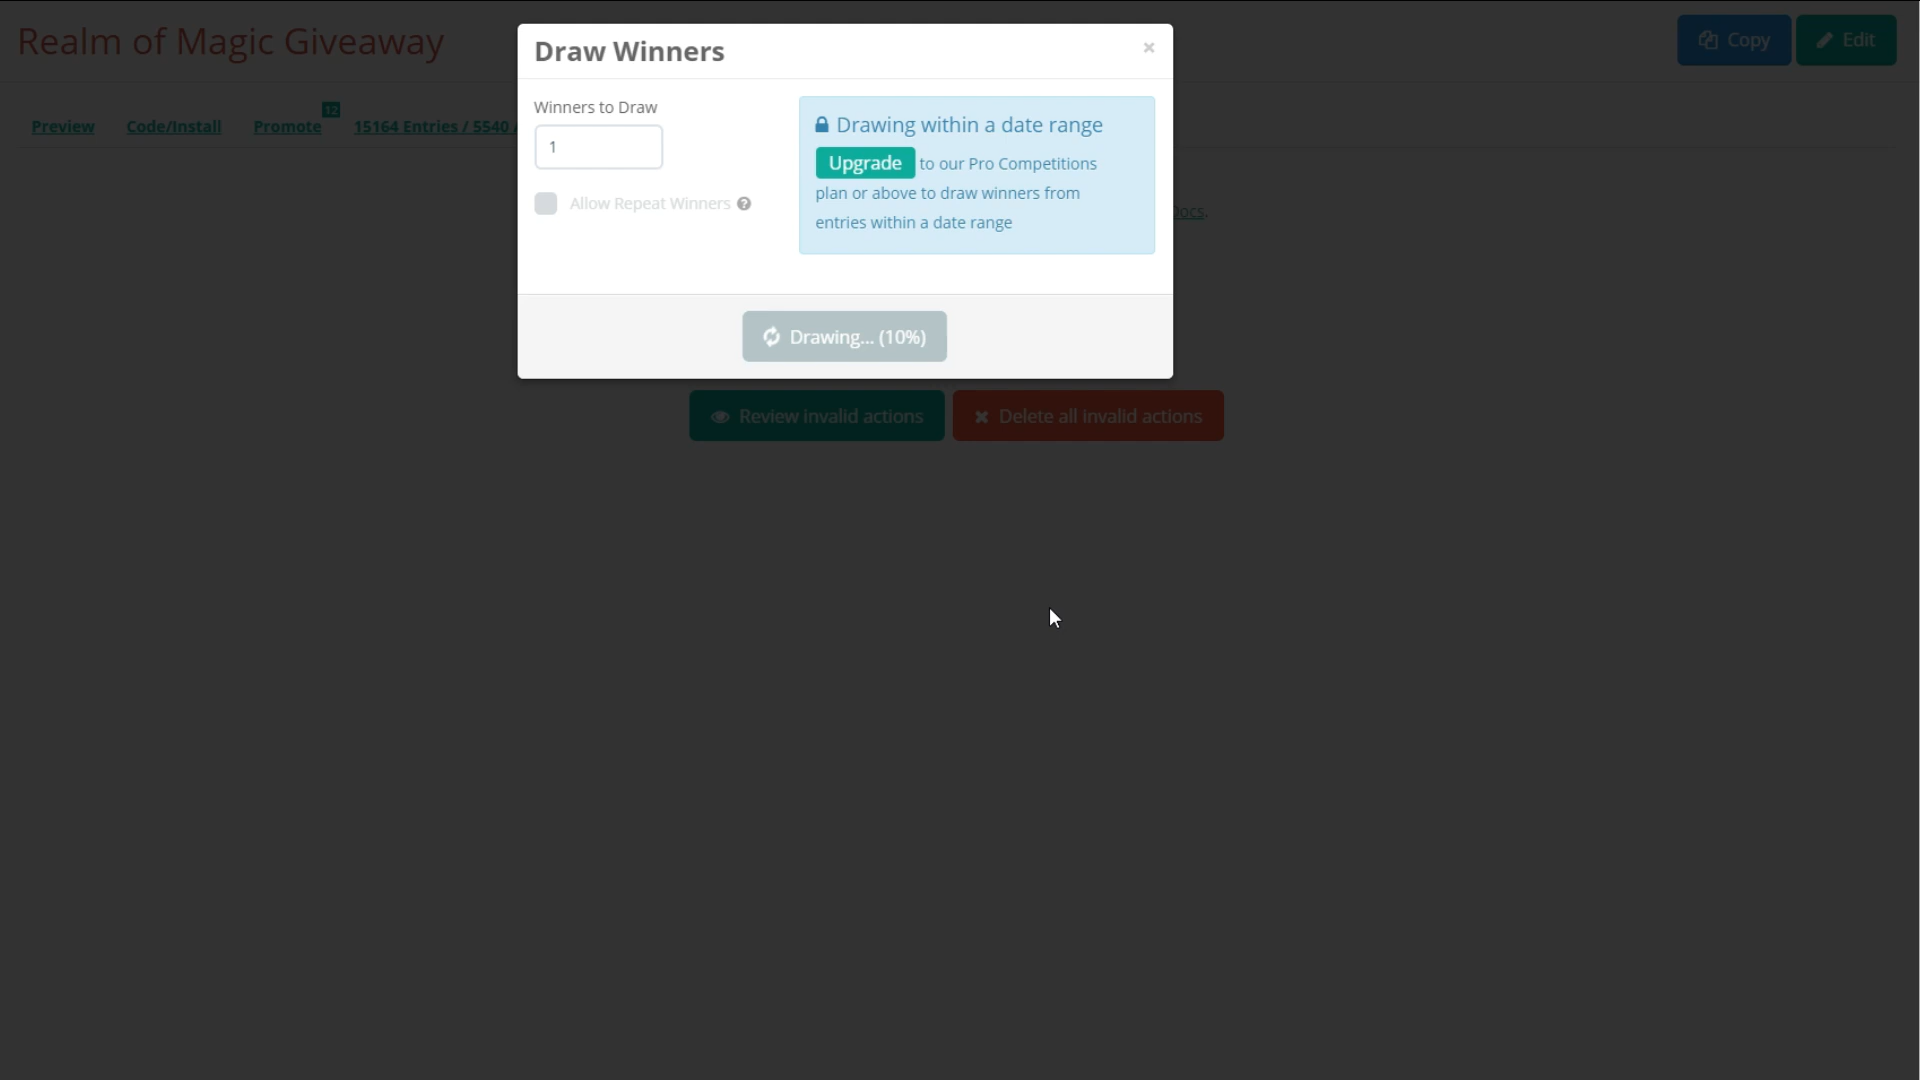 Realm of Magic Giveaway
Copy
Edit
Draw Winners
×
Winners to Draw
1
Allow Repeat Winners
Drawing within a date range
Upgrade to our Pro Competitions
plan or above to draw winners from
entries within a date range
Drawing... (10%)
12
Preview
Code/Install
Promote
15164 Entries / 5540
Docs.
Review invalid actions
Delete all invalid actions